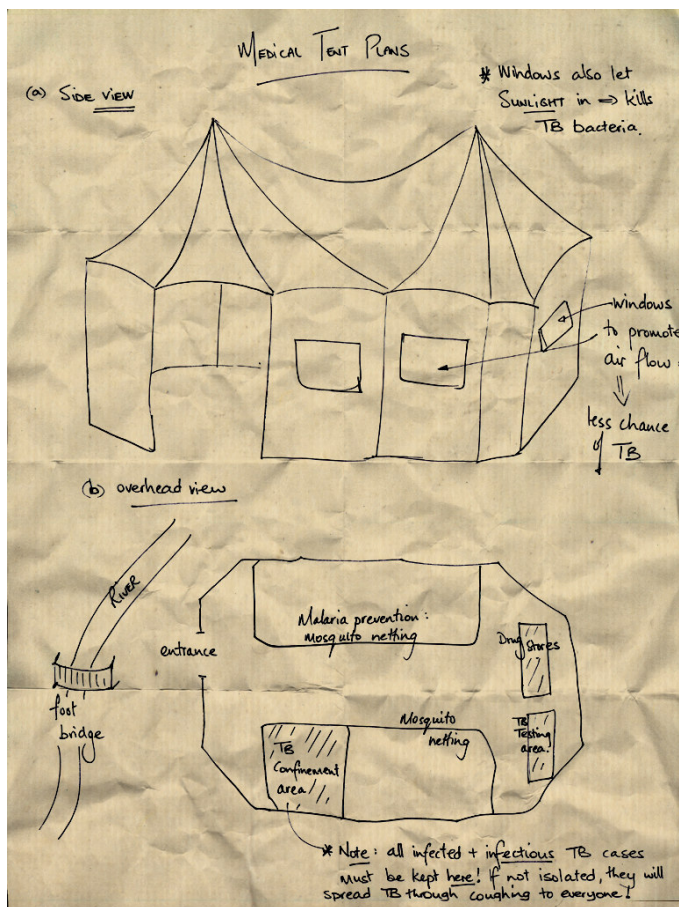 MEDICAL TENT PLANS
(a) SIDE VIEW
* Windows also let
SUNLIGHT in ⇒ kills
TB bacteria.
windows
to promote
air flow
⇓
less chance
of TB
(b) overhead view
RIVER
entrance
foot
bridge
Malaria prevention:
Mosquito netting
Drug Stores
Mosquito
netting
TB
Testing
area.
TB
Confinement
area
* Note: all infected + infectious TB cases
must be kept here! If not isolated, they will
spread TB through coughing to everyone!